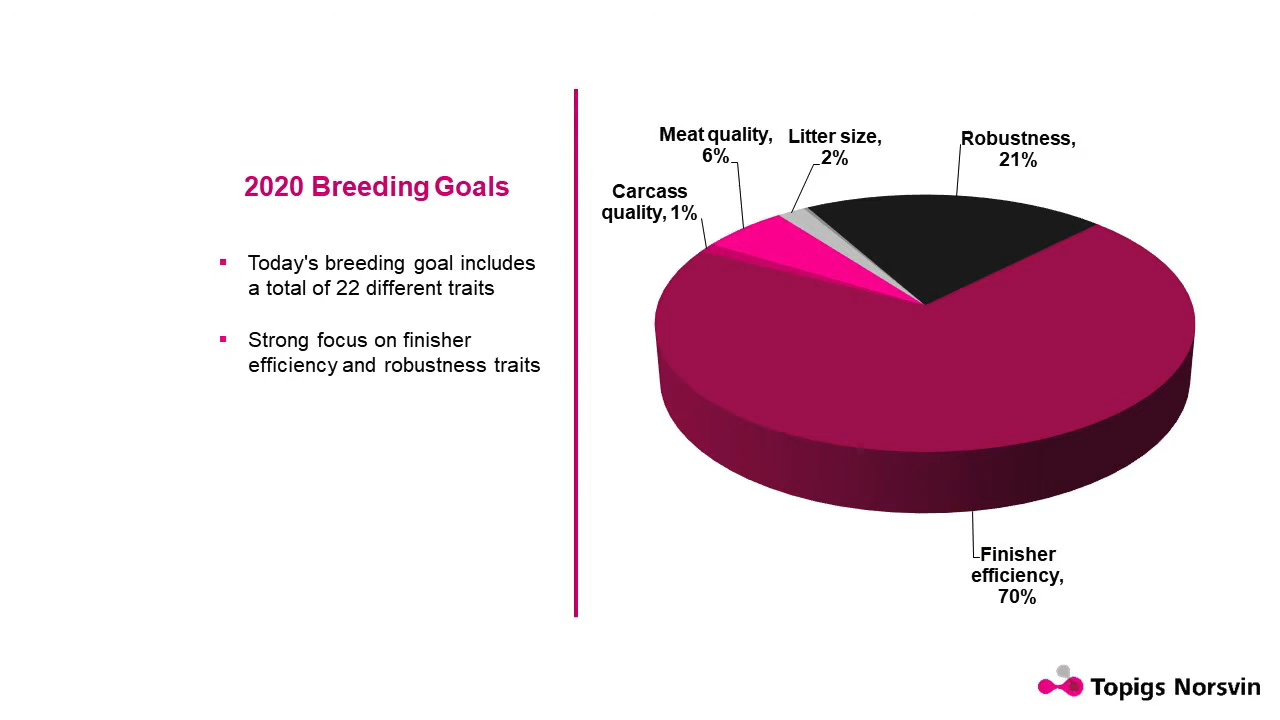 2020 Breeding Goals
Today's breeding goal includes
a total of 22 different traits
Strong focus on finisher
efficiency and robustness traits
Meat quality,
6%
Litter size,
2%
Robustness,
21%
Carcass
quality, 1%
Finisher
efficiency,
70%
Topigs Norsvin